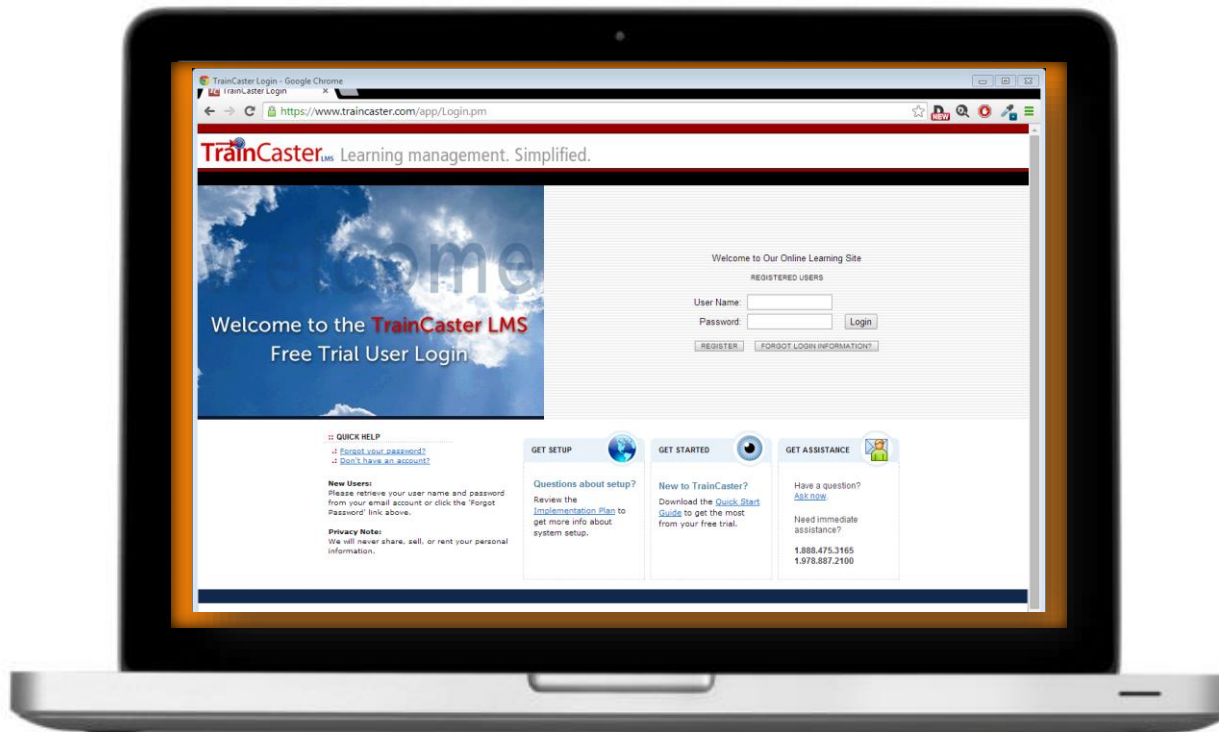 TrainCaster Login - Google Chrome
TrainCaster Login
https://www.traincaster.com/app/Login.pm
NEW
TrainCaster LMS Learning management. Simplified.
welcome
Welcome to the TrainCaster LMS
Free Trial User Login
Welcome to Our Online Learning Site
REGISTERED USERS
User Name:
Password:
Login
REGISTER
FORGOT LOGIN INFORMATION?
:: QUICK HELP
.: Forgot your password?
.: Don't have an account?
New Users:
Please retrieve your user name and password
from your email account or click the 'Forgot
Password' link above.
Privacy Note:
We will never share, sell, or rent your personal
information.
GET SETUP
Questions about setup?
Review the
Implementation Plan to
get more info about
system setup.
GET STARTED
New to TrainCaster?
Download the Quick Start
Guide to get the most
from your free trial.
GET ASSISTANCE
Have a question?
Ask now.
Need immediate
assistance?
1.888.475.3165
1.978.887.2100